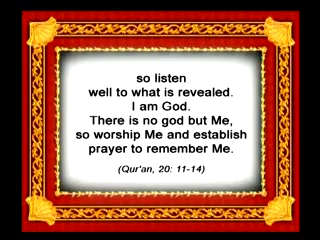 so listen
well to what is revealed.
I am God.
There is no god but Me,
so worship Me and establish
prayer to remember Me.
(Qur'an, 20: 11-14)